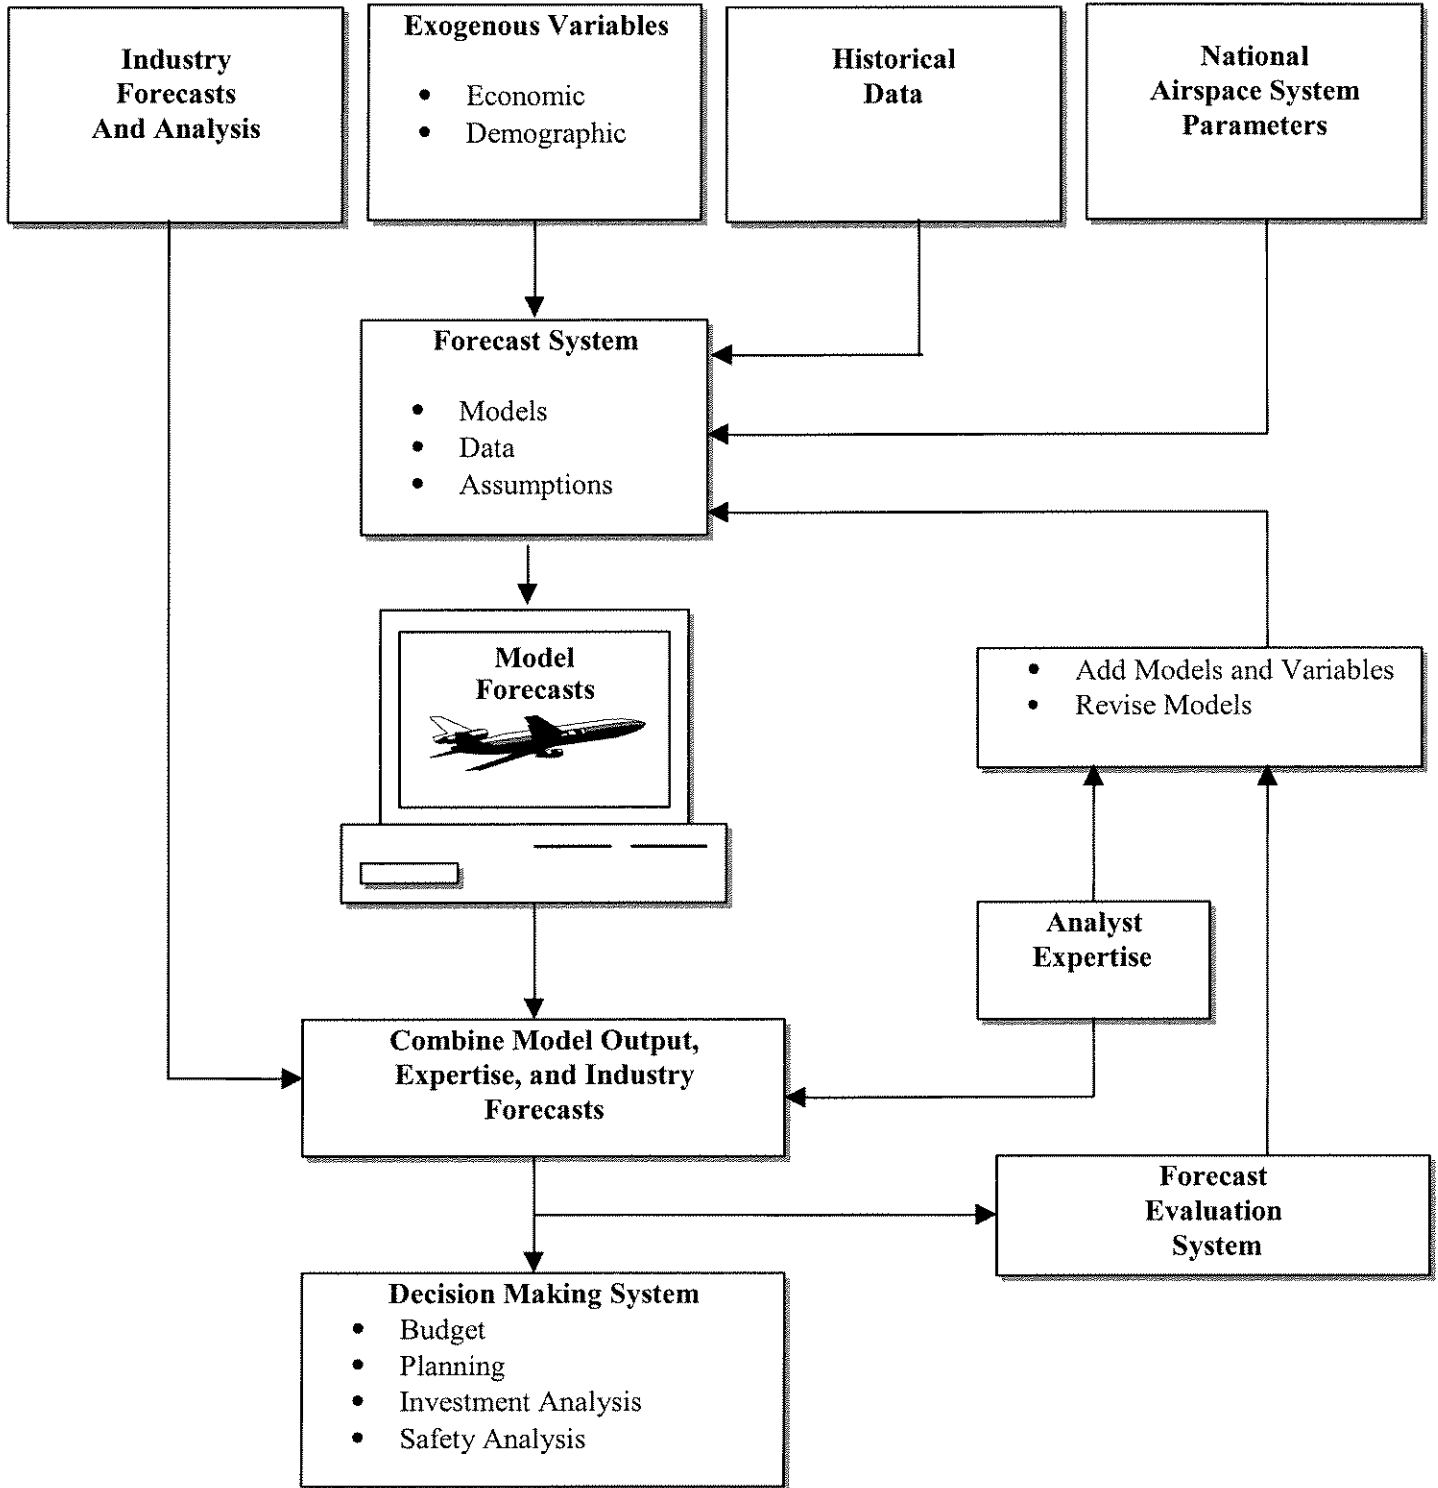 Industry
Forecasts
And Analysis
Exogenous Variables
• Economic
• Demographic
Historical
Data
National
Airspace System
Parameters
Forecast System
• Models
• Data
• Assumptions
Model
Forecasts
• Add Models and Variables
• Revise Models
Analyst
Expertise
Combine Model Output,
Expertise, and Industry
Forecasts
Forecast
Evaluation
System
Decision Making System
• Budget
• Planning
• Investment Analysis
• Safety Analysis